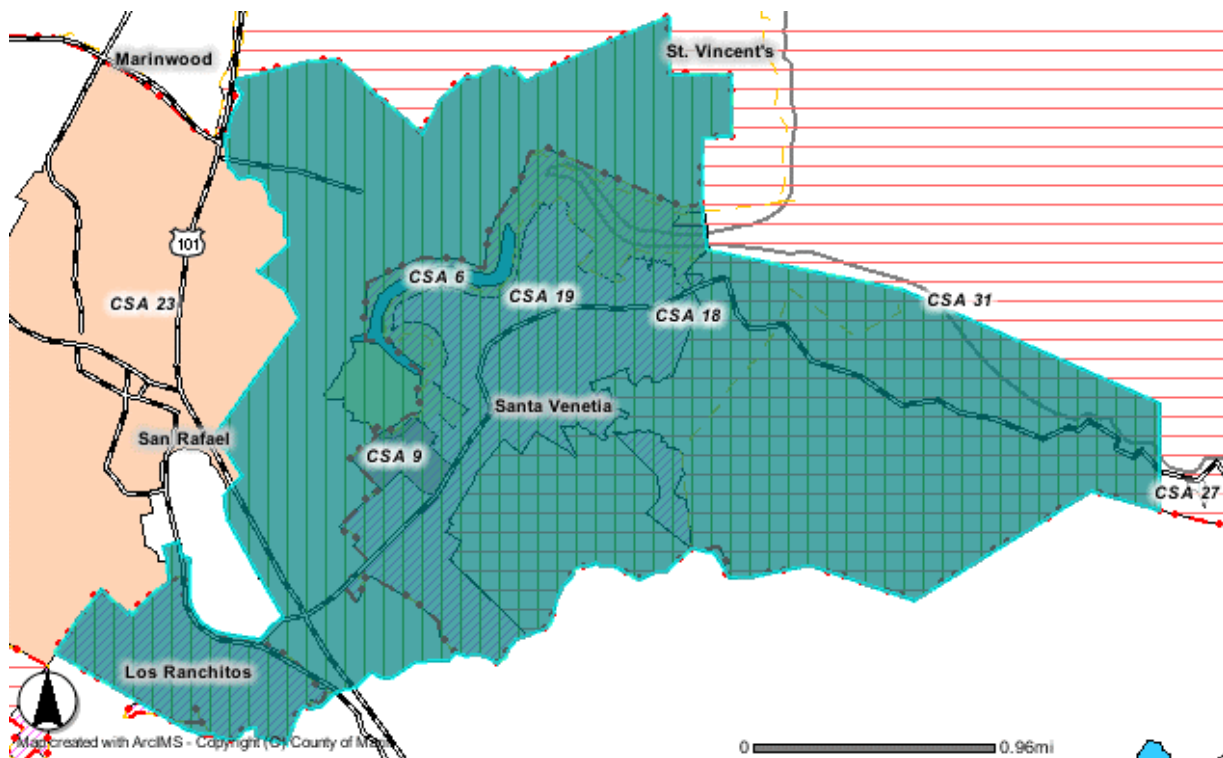 Marinwood
St. Vincent's
101
CSA 6
CSA 19
CSA 23
CSA 31
CSA 18
Santa Venetia
San Rafael
CSA 9
CSA 27
Los Ranchitos
Map created with ArcIMS - Copyright (C) County of
0 0.96mi